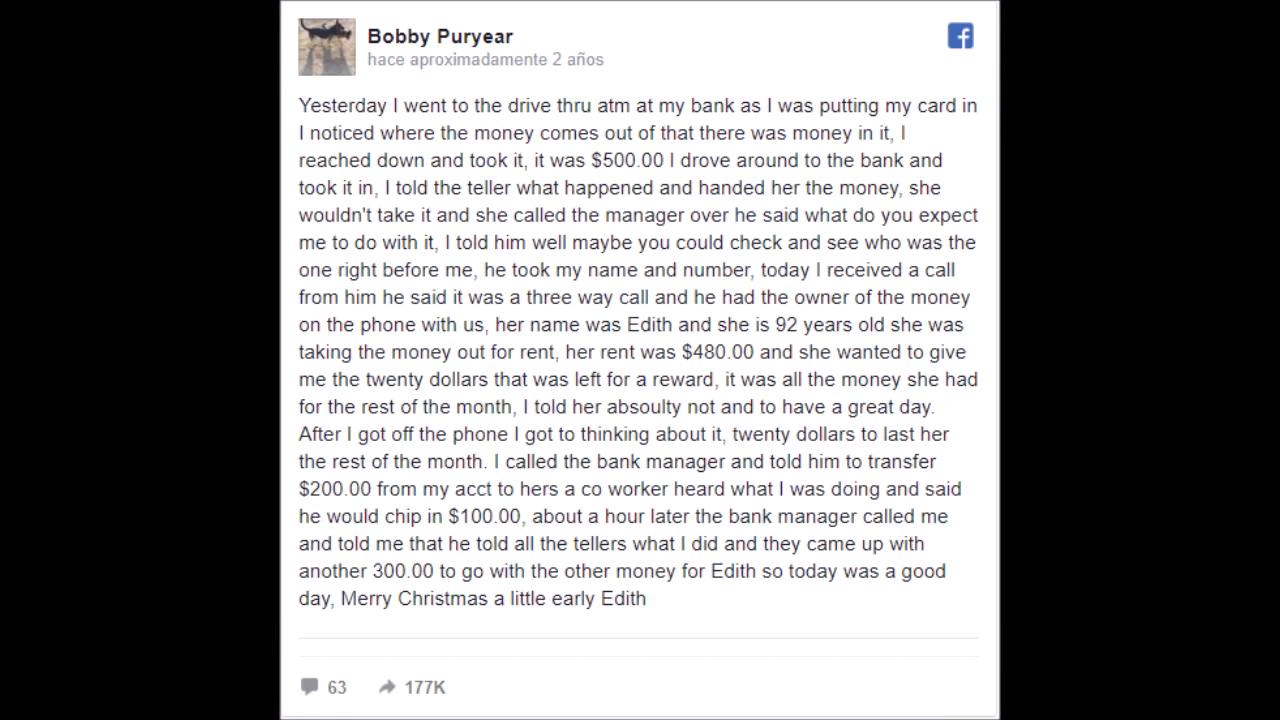 Bobby Puryear
hace aproximadamente 2 años
Yesterday I went to the drive thru atm at my bank as I was putting my card in
I noticed where the money comes out of that there was money in it, I
reached down and took it, it was $500.00 I drove around to the bank and
took it in, I told the teller what happened and handed her the money, she
wouldn't take it and she called the manager over he said what do you expect
me to do with it, I told him well maybe you could check and see who was the
one right before me, he took my name and number, today I received a call
from him he said it was a three way call and he had the owner of the money
on the phone with us, her name was Edith and she is 92 years old she was
taking the money out for rent, her rent was $480.00 and she wanted to give
me the twenty dollars that was left for a reward, it was all the money she had
for the rest of the month, I told her absoulty not and to have a great day.
After I got off the phone I got to thinking about it, twenty dollars to last her
the rest of the month. I called the bank manager and told him to transfer
$200.00 from my acct to hers a co worker heard what I was doing and said
he would chip in $100.00, about a hour later the bank manager called me
and told me that he told all the tellers what I did and they came up with
another 300.00 to go with the other money for Edith so today was a good
day, Merry Christmas a little early Edith
63 177K